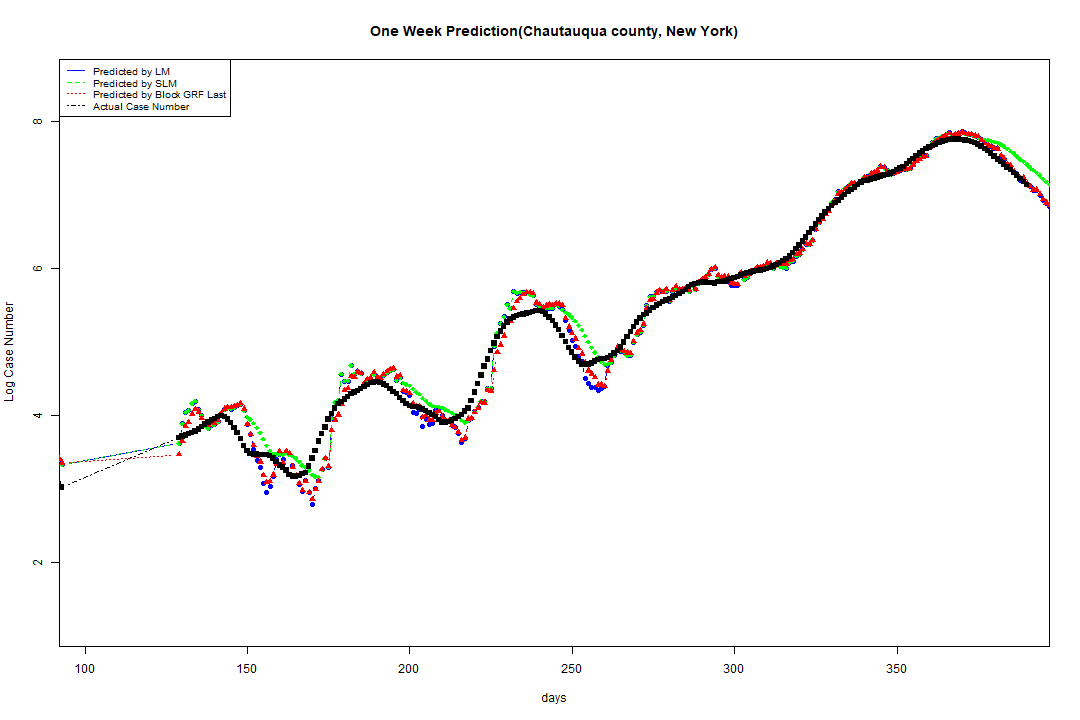 One Week Prediction(Chautauqua county, New York)
Predicted by LM
Predicted by SLM
Predicted by Block GRF Last
Actual Case Number
Log Case Number
8
6
4
2
100 150 200 250 300 350
days